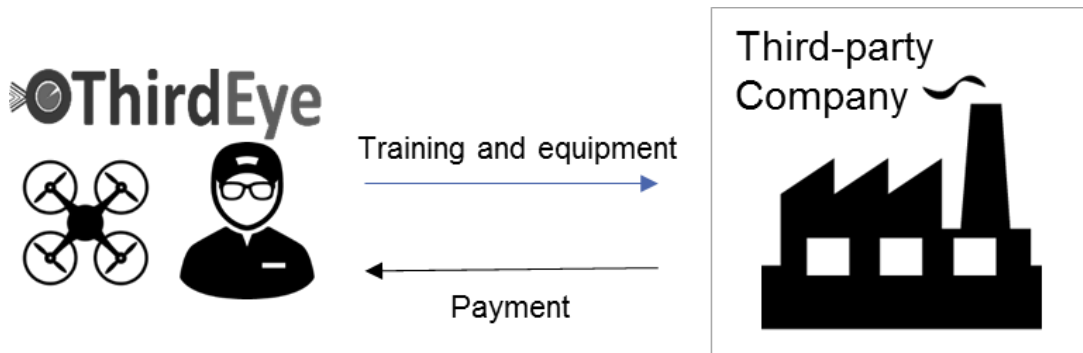 ThirdEye
Training and equipment
Payment
Third-party
Company